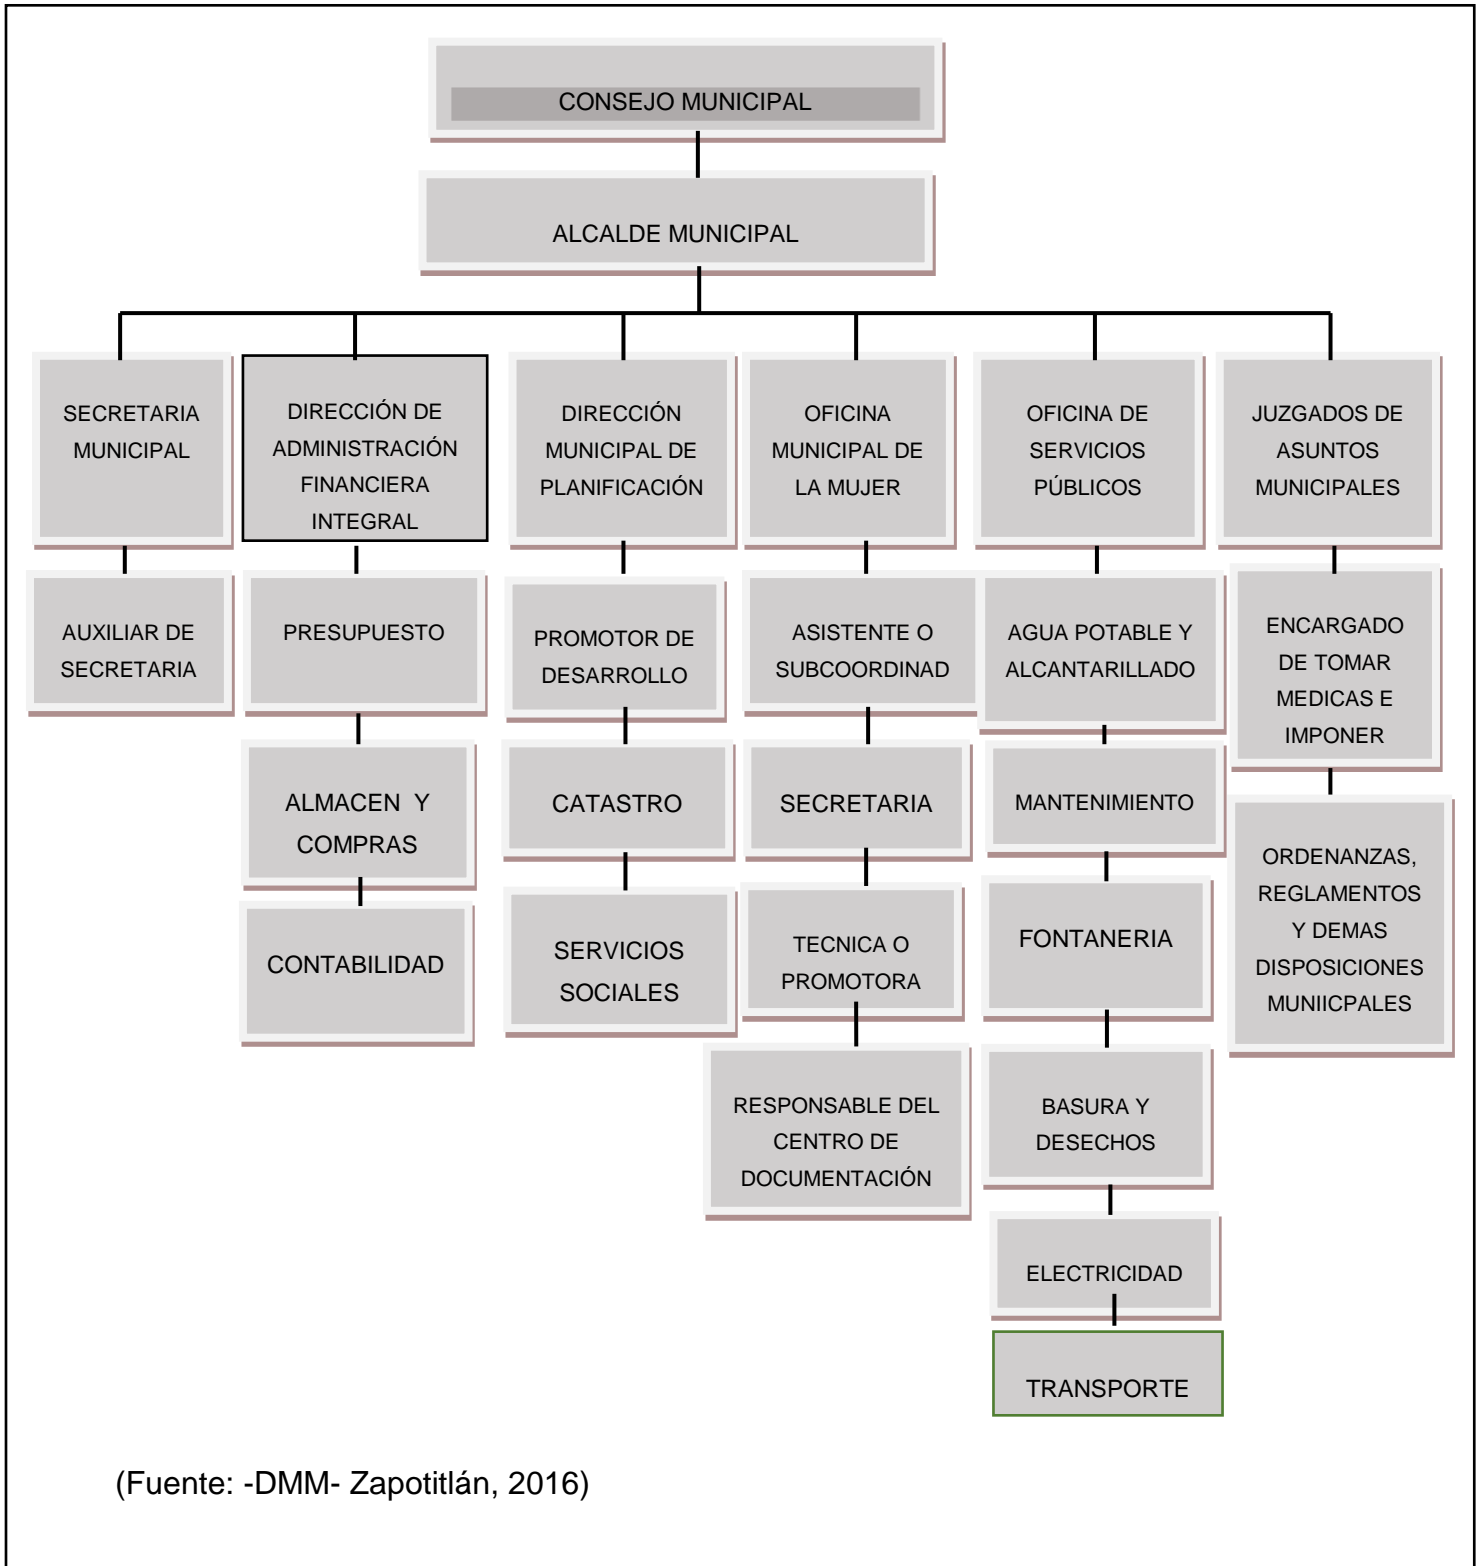 CONSEJO MUNICIPAL
ALCALDE MUNICIPAL
SECRETARIA
MUNICIPAL
DIRECCIÓN DE
ADMINISTRACIÓN
FINANCIERA
INTEGRAL
DIRECCIÓN
MUNICIPAL DE
PLANIFICACIÓN
OFICINA
MUNICIPAL DE
LA MUJER
OFICINA DE
SERVICIOS
PÚBLICOS
JUZGADOS DE
ASUNTOS
MUNICIPALES
AUXILIAR DE
SECRETARIA
PRESUPUESTO
PROMOTOR DE
DESARROLLO
ASISTENTE O
SUBCOORDINAD
AGUA POTABLE Y
ALCANTARILLADO
ENCARGADO
DE TOMAR
MEDICAS E
IMPONER
ALMACEN Y
COMPRAS
CATASTRO
SECRETARIA
MANTENIMIENTO
ORDENANZAS,
REGLAMENTOS
Y DEMAS
DISPOSICIONES
MUNIICPALES
CONTABILIDAD
SERVICIOS
SOCIALES
TECNICA O
PROMOTORA
FONTANERIA
RESPONSABLE DEL
CENTRO DE
DOCUMENTACIÓN
BASURA Y
DESECHOS
ELECTRICIDAD
TRANSPORTE
(Fuente: -DMM- Zapotitlán, 2016)